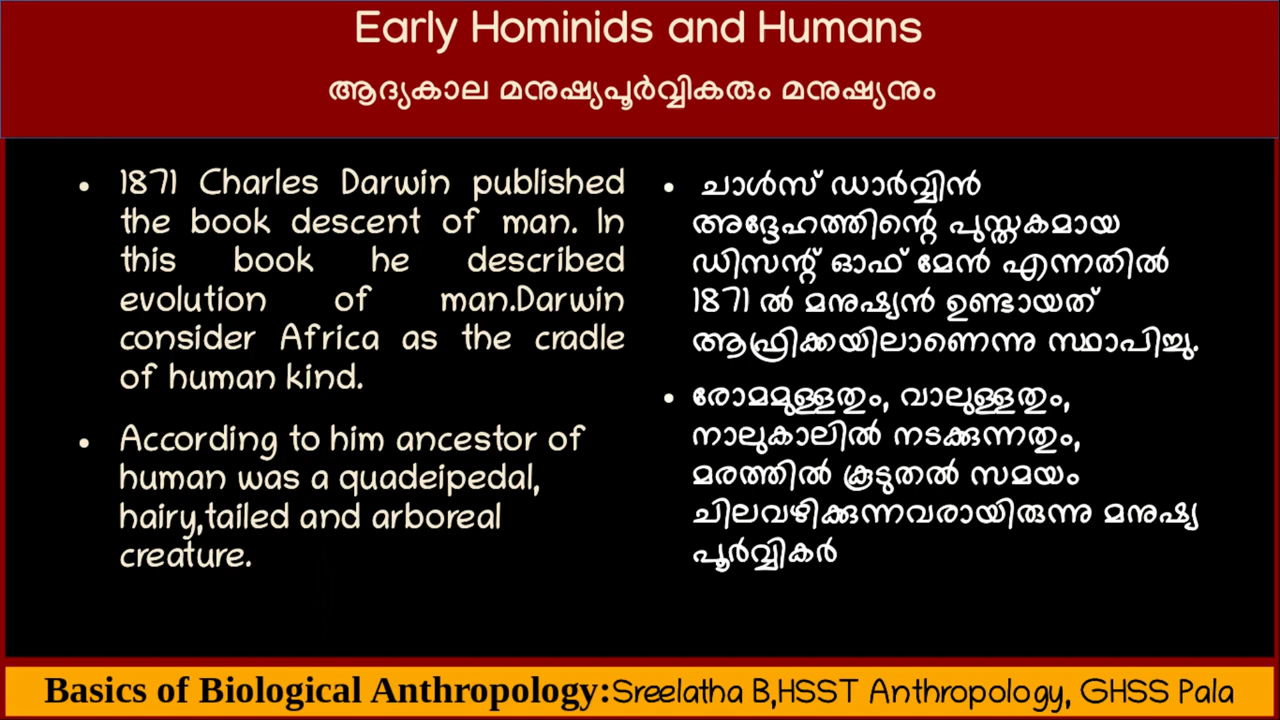 Early Hominids and Humans
ആദ്യകാല മനുഷ്യപൂർവ്വികരും മനുഷ്യനും
• 1871 Charles Darwin published
the book descent of man. In
this book he described
evolution of man.Darwin
consider Africa as the cradle
of human kind.
• According to him ancestor of
human was a quadeipedal,
hairy,tailed and arboreal
creature.
• ചാൾസ് ഡാർവ്വിൻ
അദ്ദേഹത്തിന്റെ പുസ്തകമായ
ഡിസന്റ് ഓഫ് മേൻ എന്നതിൽ
1871 ൽ മനുഷ്യൻ ഉണ്ടായത്
ആഫ്രിക്കയിലാണെന്നു സ്ഥാപിച്ചു.
• രോമമുള്ളതും, വാലുള്ളതും,
നാലുകാലിൽ നടക്കുന്നതും,
മരത്തിൽ കൂടുതൽ സമയം
ചിലവഴിക്കുന്നവരായിരുന്നു മനുഷ്യ
പൂർവ്വികർ
Basics of Biological Anthropology:Sreelatha B,HSST Anthropology, GHSS Pala